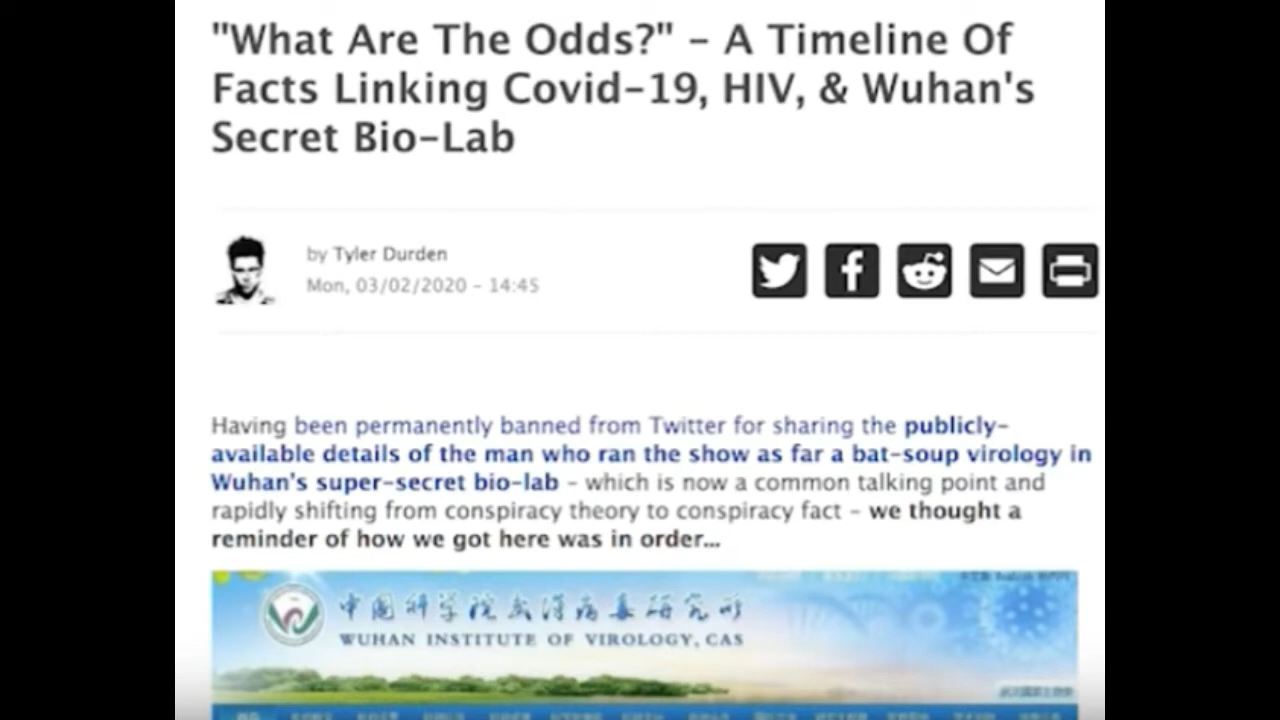 "What Are The Odds?" – A Timeline Of
Facts Linking Covid-19, HIV, & Wuhan's
Secret Bio-Lab
by Tyler Durden
Mon, 03/02/2020 - 14:45
Having been permanently banned from Twitter for sharing the publicly-
available details of the man who ran the show as far a bat-soup virology in
Wuhan's super-secret bio-lab - which is now a common talking point and
rapidly shifting from conspiracy theory to conspiracy fact - we thought a
reminder of how we got here was in order...
中国科学院武汉病毒研究所
WUHAN INSTITUTE OF VIROLOGY, CAS